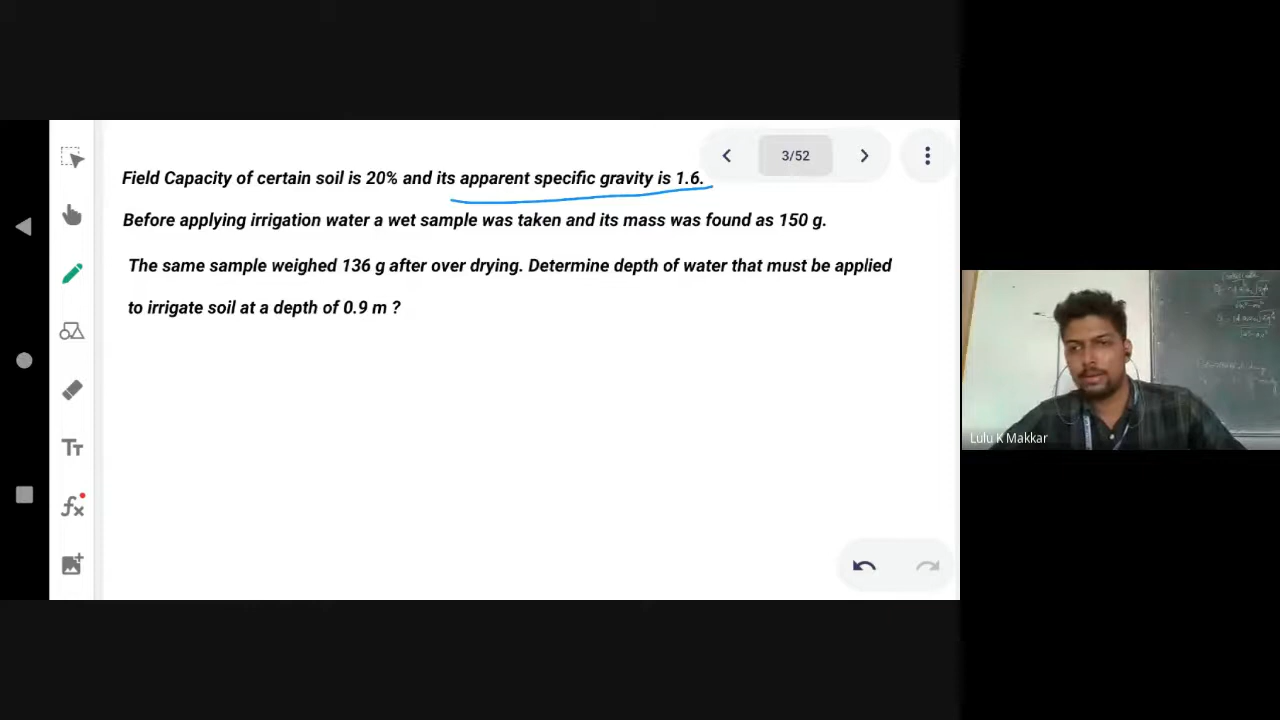 3/52
Field Capacity of certain soil is 20% and its apparent specific gravity is 1.6.
Before applying irrigation water a wet sample was taken and its mass was found as 150 g.
The same sample weighed 136 g after over drying. Determine depth of water that must be applied
to irrigate soil at a depth of 0.9 m ?
TT
fx
Lulu K Makkar